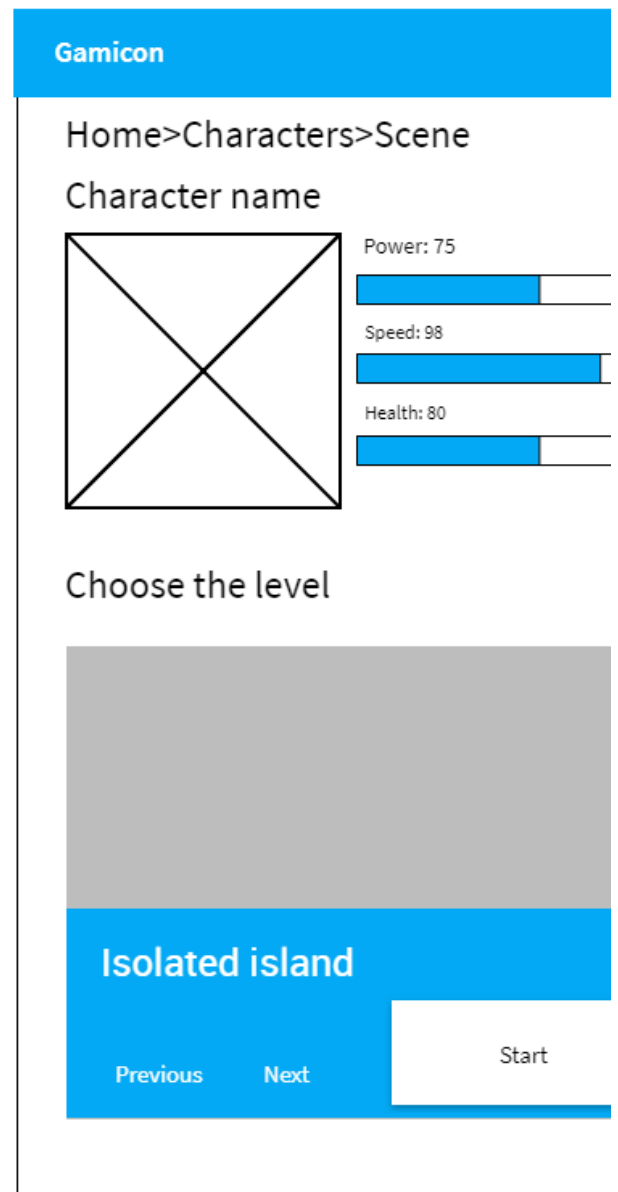 Gamicon
Home>Characters>Scene
Character name
Power: 75
Speed: 98
Health: 80
Choose the level
Isolated island
Previous Next Start